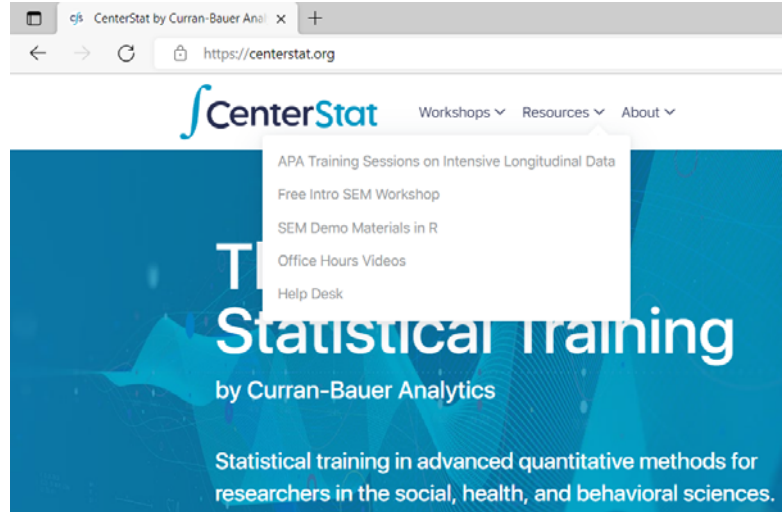 cjs CenterStat by Curran-Bauer Anal
https://centerstat.org
CenterStat
Workshops Resources About
APA Training Sessions on Intensive Longitudinal Data
Free Intro SEM Workshop
SEM Demo Materials in R
Office Hours Videos
Help Desk
Statistical Training
by Curran-Bauer Analytics
Statistical training in advanced quantitative methods for
researchers in the social, health, and behavioral sciences.